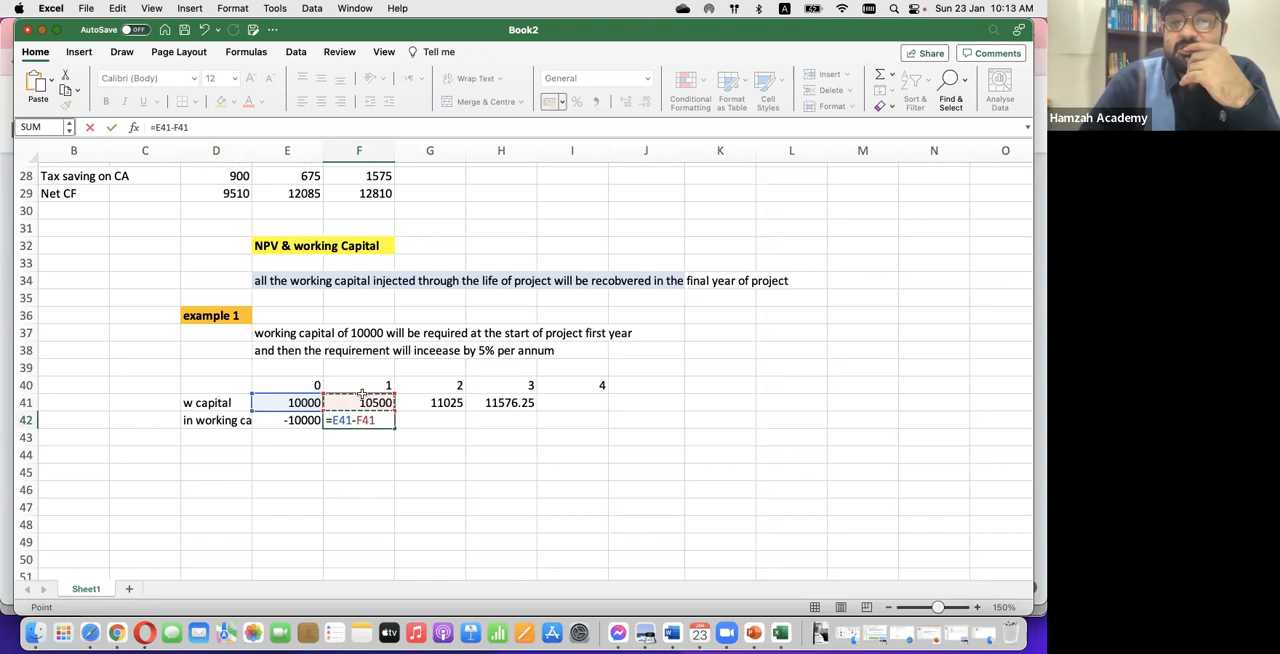 Excel File Edit View Insert Format Tools Data Window Help A Sun 23 Jan 10:13 AM
AutoSave OFF Book2
Home Insert Draw Page Layout Formulas Data Review View Tell me Share Comments
Calibri (Body) 12 Wrap Text General Insert
Paste B I U Merge & Centre Conditional Formatting Format as Table Cell Styles Delete Format Sort & Filter Find & Select Analyse Data
Hamzah Academy
SUM fx =E41-F41
B C D E F G H I J K L M N O
28 Tax saving on CA 900 675 1575
29 Net CF 9510 12085 12810
30
31
32 NPV & working Capital
33
34 all the working capital injected through the life of project will be recobvered in the final year of project
35
36 example 1
37 working capital of 10000 will be required at the start of project first year
38 and then the requirement will inceease by 5% per annum
39
40 0 1 2 3 4
41 w capital 10000 10500 11025 11576.25
42 in working ca -10000 =E41-F41
43
44
45
46
47
48
49
50
51
Sheet1
Point 150%
23